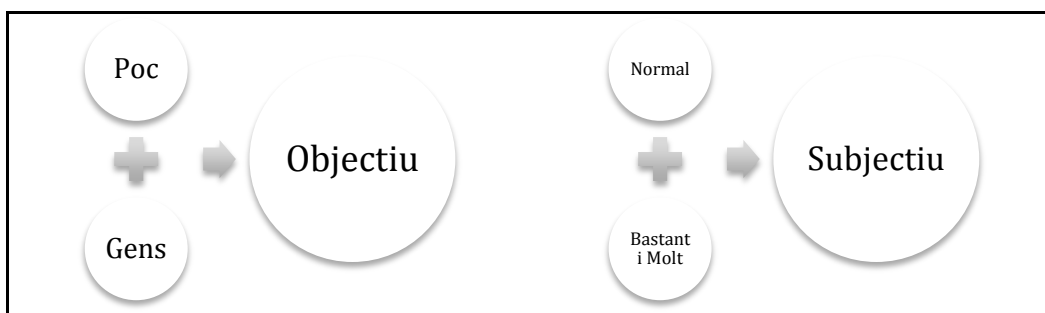 Poc
Gens
Objectiu
Normal
Bastant
i Molt
Subjectiu